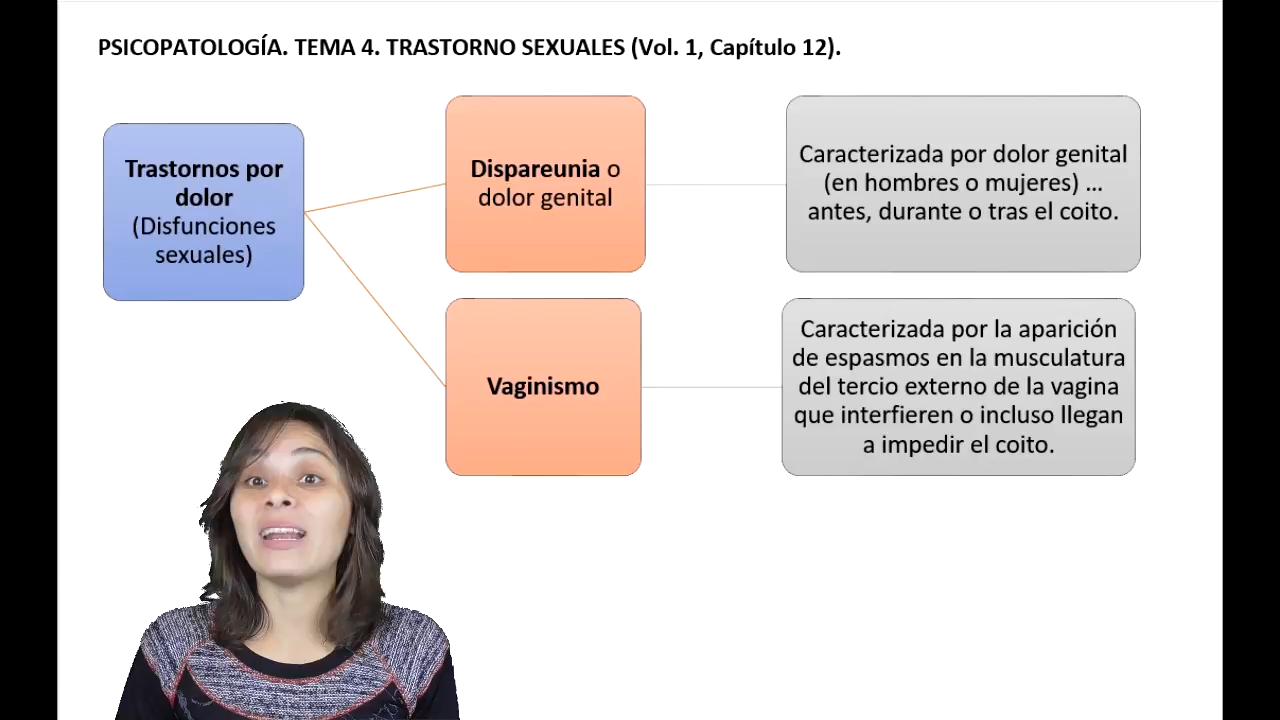 PSICOPATOLOGÍA. TEMA 4. TRASTORNO SEXUALES (Vol. 1, Capítulo 12).
Trastornos por
dolor
(Disfunciones
sexuales)
Dispareunia o
dolor genital
Caracterizada por dolor genital
(en hombres o mujeres) ...
antes, durante o tras el coito.
Vaginismo
Caracterizada por la aparición
de espasmos en la musculatura
del tercio externo de la vagina
que interfieren o incluso llegan
a impedir el coito.